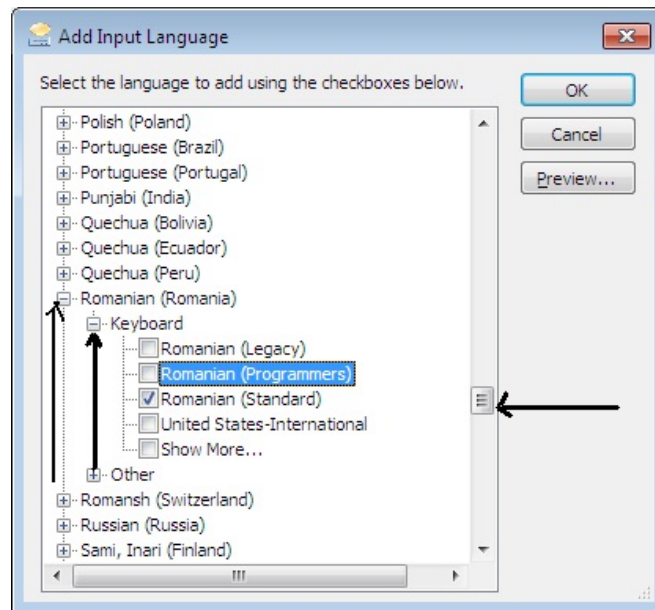 Add Input Language
Select the language to add using the checkboxes below.
OK
Cancel
Preview...
Polish (Poland)
Portuguese (Brazil)
Portuguese (Portugal)
Punjabi (India)
Quechua (Bolivia)
Quechua (Ecuador)
Quechua (Peru)
Romanian (Romania)
Keyboard
Romanian (Legacy)
Romanian (Programmers)
Romanian (Standard)
United States-International
Show More...
Other
Romansh (Switzerland)
Russian (Russia)
Sami, Inari (Finland)